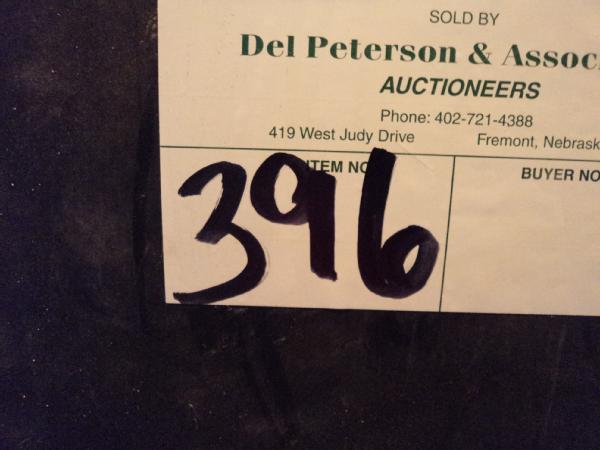 SOLD BY
Del Peterson & Assoc
AUCTIONEERS
Phone: 402-721-4388
419 West Judy Drive Fremont, Nebrask
ITEM NO BUYER NO
396